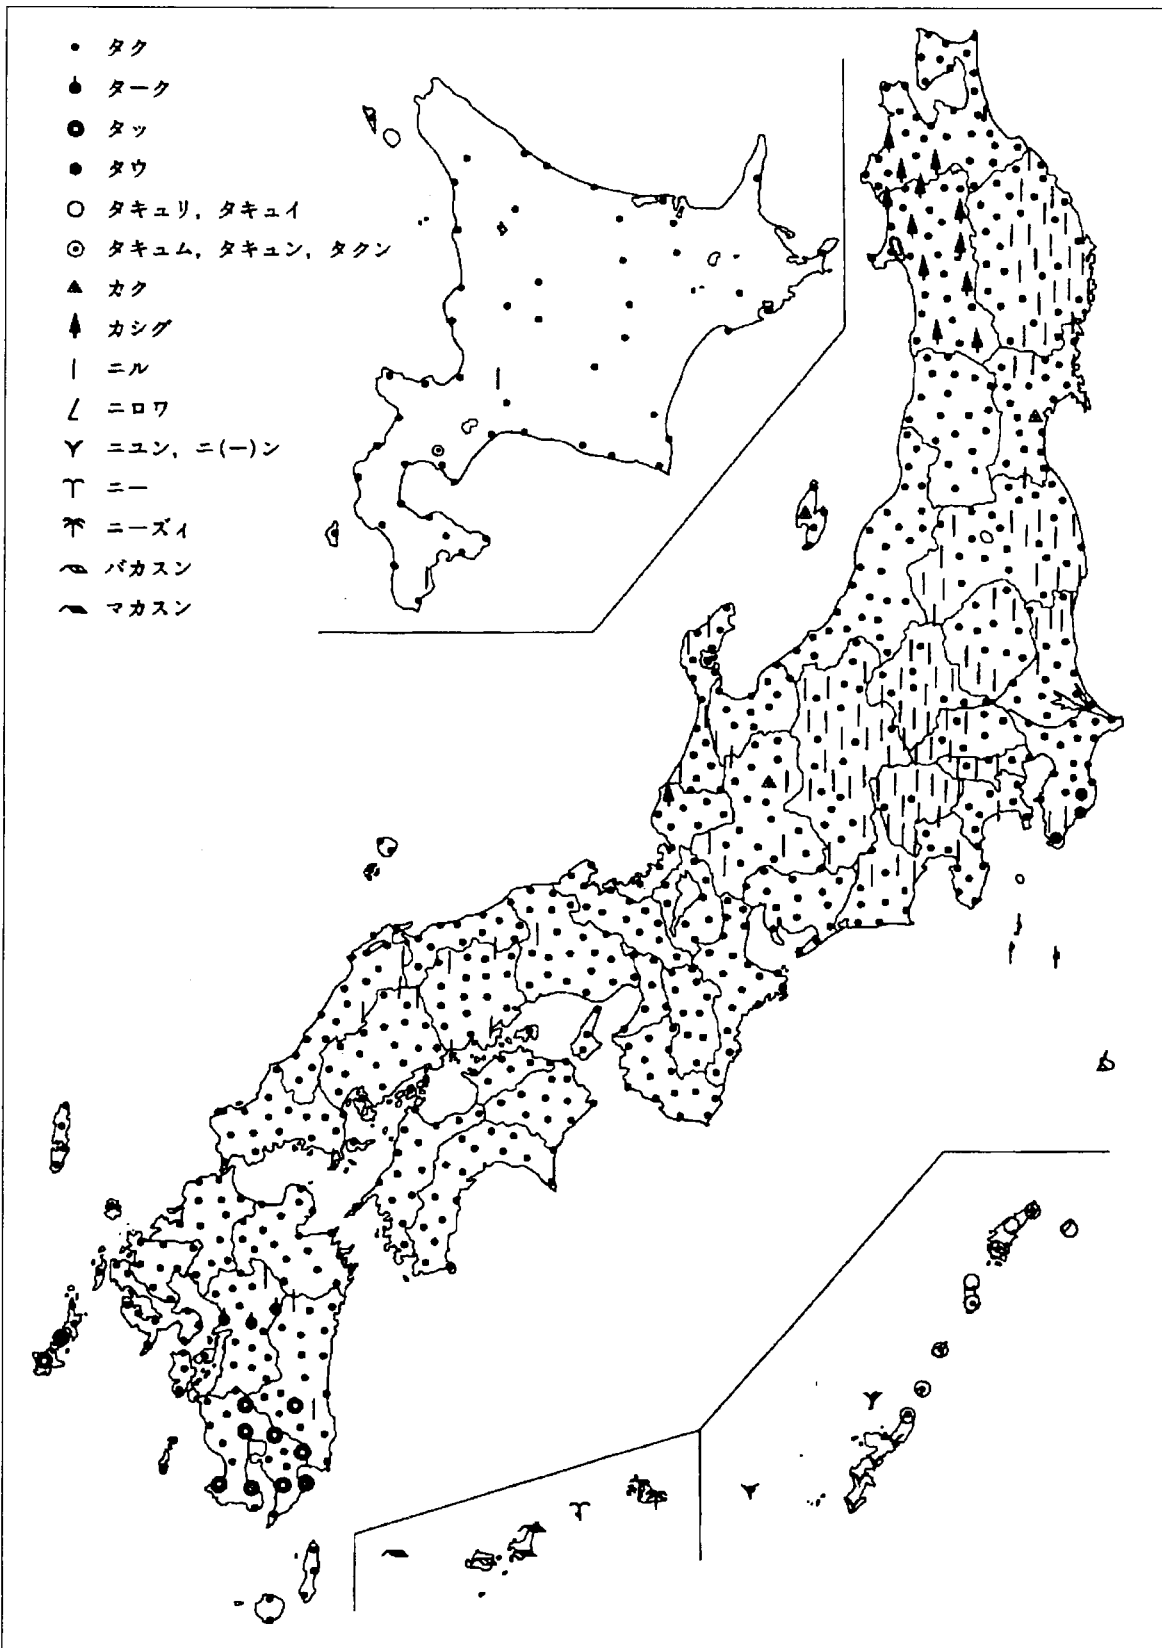 タク
ターク
タッ
タウ
タキュリ, タキュイ
タキュム, タキュン, タクン
カク
カシグ
ニル
ニロワ
ニユン, ニ(ー)ン
ニー
ニーズィ
バカスン
マカスン